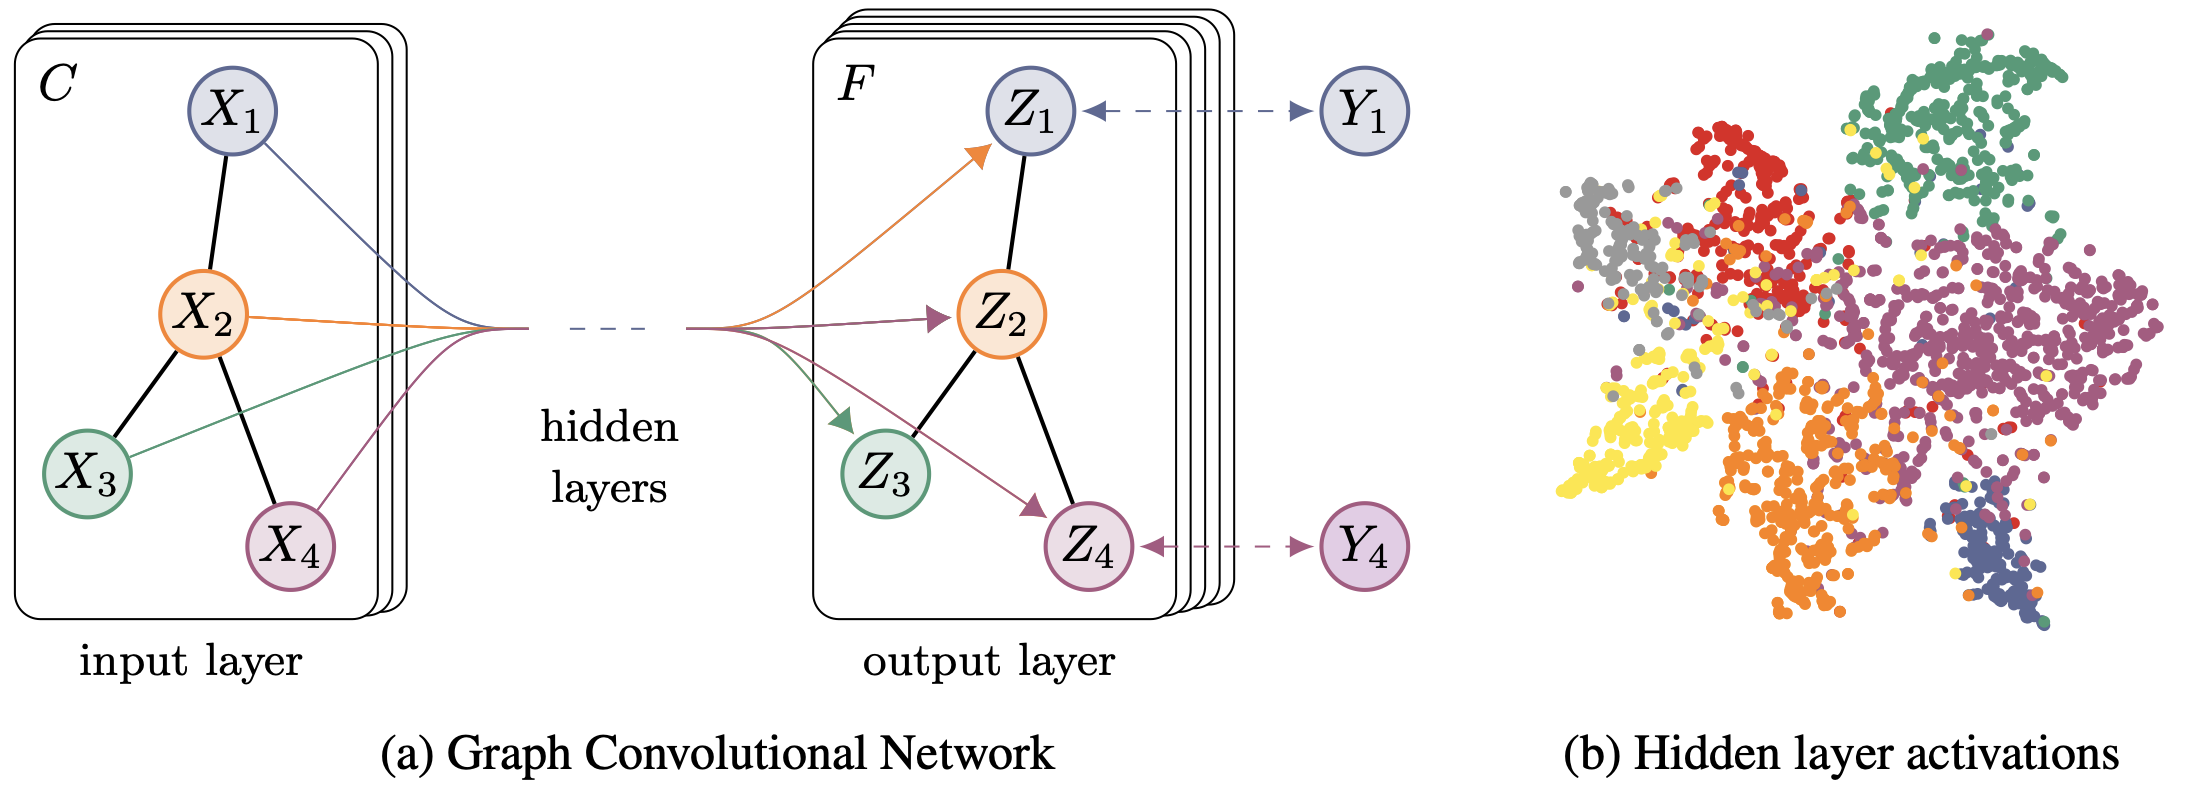 C
X₁
X₂
X₃
X₄
input layer
hidden
layers
F
Z₁
Z₂
Z₃
Z₄
output layer
Y₁
Y₄
(a) Graph Convolutional Network
(b) Hidden layer activations